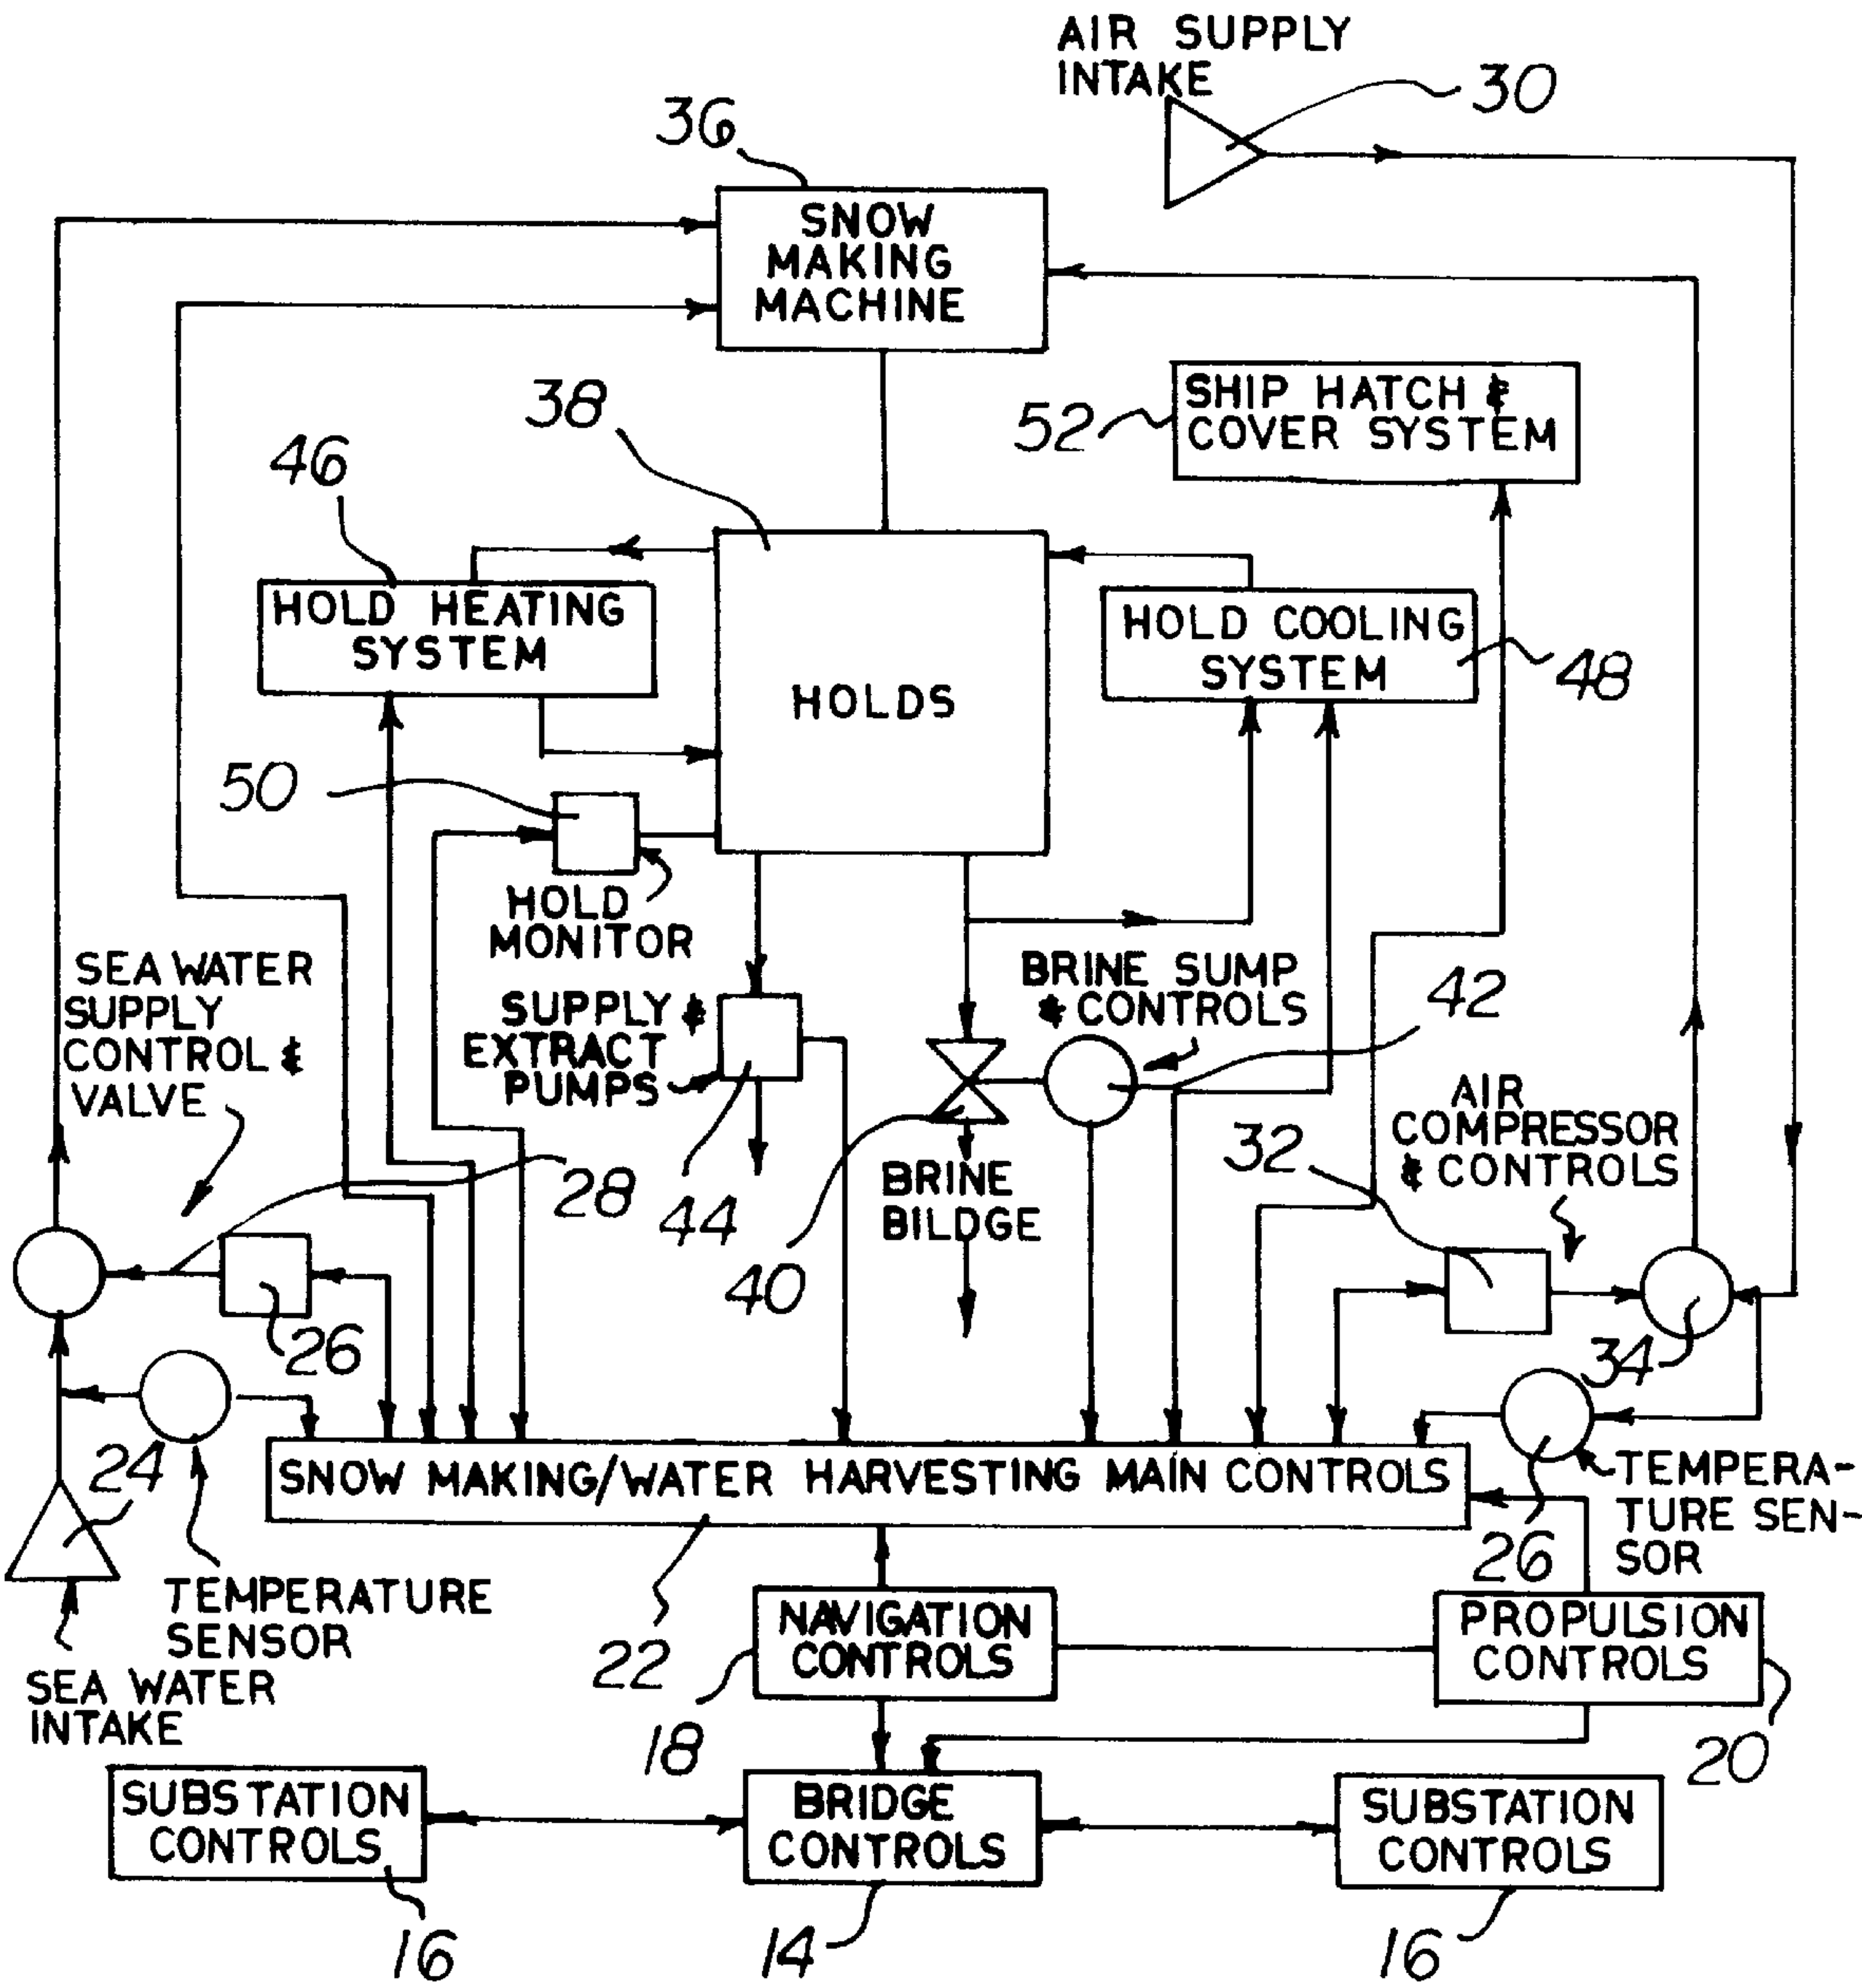 AIR SUPPLY
INTAKE
30
36
SNOW
MAKING
MACHINE
38
52
SHIP HATCH &
COVER SYSTEM
46
HOLD HEATING
SYSTEM
HOLD COOLING
SYSTEM
48
HOLDS
50
HOLD
MONITOR
SEA WATER
SUPPLY
CONTROL &
VALVE
SUPPLY &
EXTRACT
PUMPS
BRINE SUMP
& CONTROLS
42
AIR
COMPRESSOR
& CONTROLS
32
28
44
BRINE
BILDGE
40
26
34
24
SNOW MAKING/WATER HARVESTING MAIN CONTROLS
TEMPERA-
TURE SEN-
SOR
26
TEMPERATURE
SENSOR
SEA WATER
INTAKE
22
NAVIGATION
CONTROLS
18
PROPULSION
CONTROLS
20
SUBSTATION
CONTROLS
16
BRIDGE
CONTROLS
14
SUBSTATION
CONTROLS
16